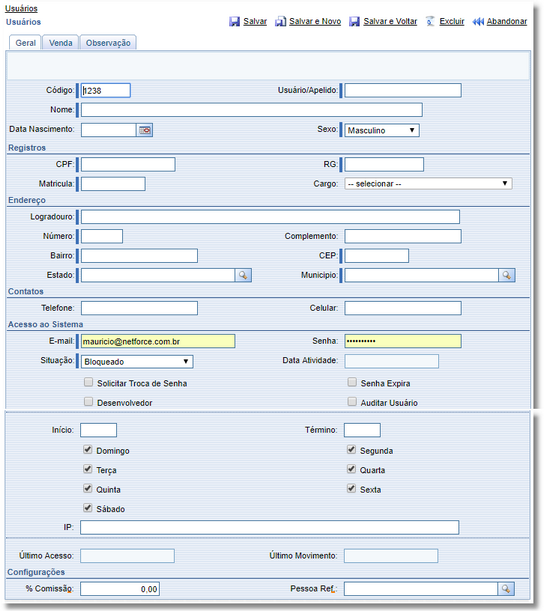 Usuários
Usuários Salvar Salvar e Novo Salvar e Voltar Excluir Abandonar
Geral Venda Observação
Código: 1238 Usuário/Apelido:
Nome:
Data Nascimento: Sexo: Masculino
Registros
CPF: RG:
Matricula: Cargo: -- selecionar --
Endereço
Logradouro:
Número: Complemento:
Bairro: CEP:
Estado: Municipio:
Contatos
Telefone: Celular:
Acesso ao Sistema
E-mail: mauricio@netforce.com.br Senha: ••••••••••
Situação: Bloqueado Data Atividade:
Solicitar Troca de Senha Senha Expira
Desenvolvedor Auditar Usuário
Início: Término:
Domingo Segunda
Terça Quarta
Quinta Sexta
Sábado
IP:
Último Acesso: Último Movimento:
Configurações
% Comissão: 0,00 Pessoa Ref.: